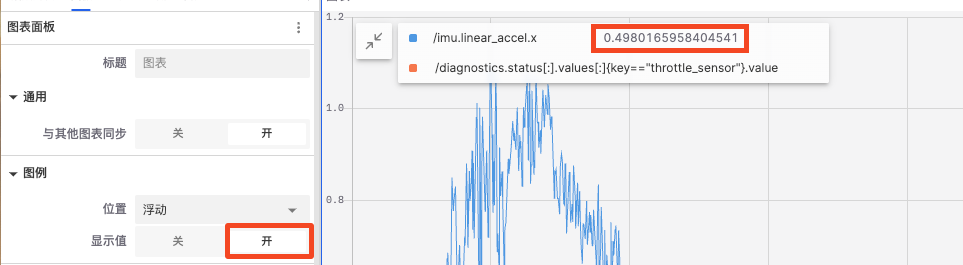 图表面板
标题 图表
通用
与其他图表同步 关 开
图例
位置 浮动
显示值 关 开
1.2
/imu.linear_accel.x 0.4980165958404541
/diagnostics.status[:].values[:]{key=="throttle_sensor"}.value
1.0
0.8